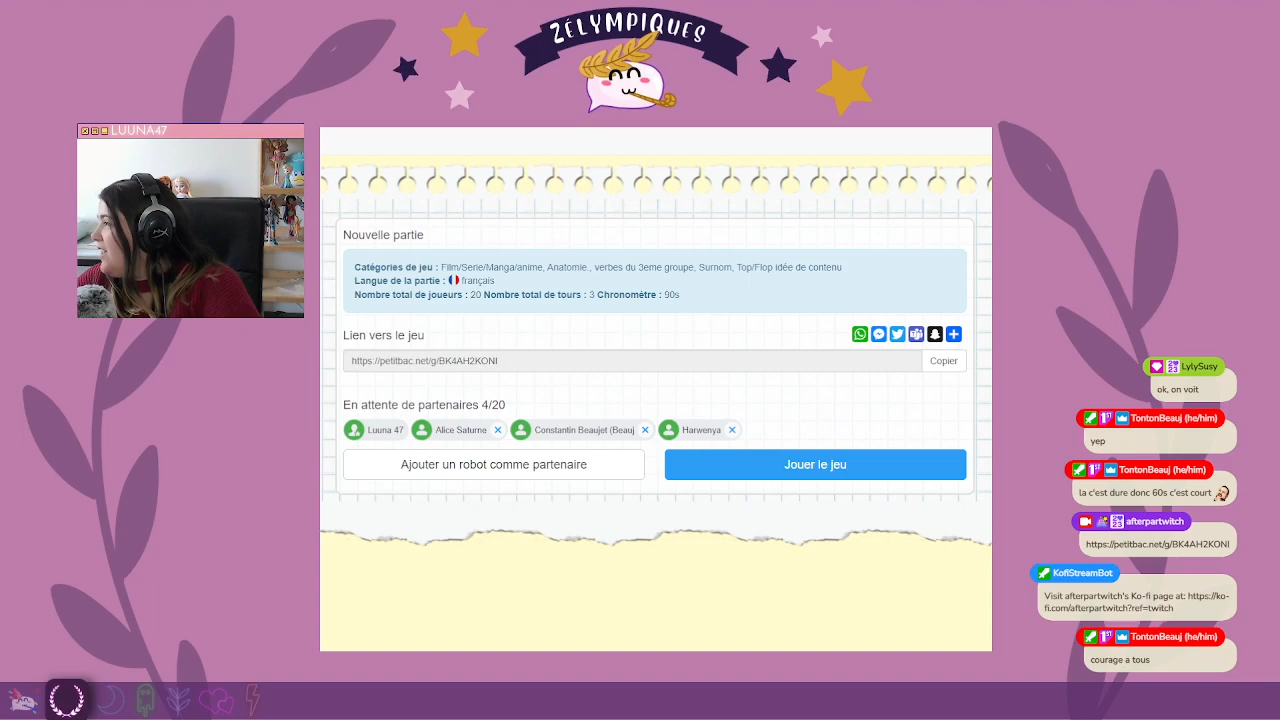 ZÉLYMPIQUES
LUUNA47
Nouvelle partie
Catégories de jeu : Film/Serie/Manga/anime, Anatomie., verbes du 3eme groupe, Surnom, Top/Flop idée de contenu
Langue de la partie : français
Nombre total de joueurs : 20 Nombre total de tours : 3 Chronomètre : 90s
Lien vers le jeu
https://petitbac.net/g/BK4AH2KONI
Copier
En attente de partenaires 4/20
Luuna 47
Alice Saturne
Constantin Beaujet (Beauj
Harwenya
Ajouter un robot comme partenaire
Jouer le jeu
LylySusy
ok, on voit
TontonBeauj (he/him)
yep
TontonBeauj (he/him)
la c'est dure donc 60s c'est court
afterpartwitch
https://petitbac.net/g/BK4AH2KONI
KofiStreamBot
Visit afterpartwitch's Ko-fi page at: https://ko-
fi.com/afterpartwitch?ref=twitch
TontonBeauj (he/him)
courage a tous